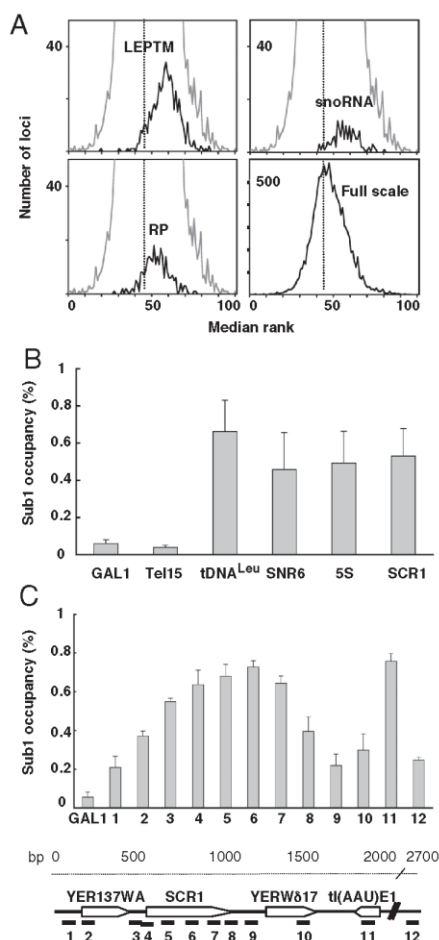 A
40
LEPTM
40
snoRNA
Number of loci
40
RP
500
Full scale
0 50 100 0 50 100
Median rank
B
Sub1 occupancy (%)
1
0.8
0.6
0.4
0.2
0
GAL1 Tel15 tDNALeu SNR6 5S SCR1
C
Sub1 occupancy (%)
1
0.8
0.6
0.4
0.2
0
GAL1 1 2 3 4 5 6 7 8 9 10 11 12
bp 0 500 1000 1500 2000 2700
YER137WA SCR1 YERWδ17 tI(AAU)E1
1 2 3 4 5 6 7 8 9 10 11 12